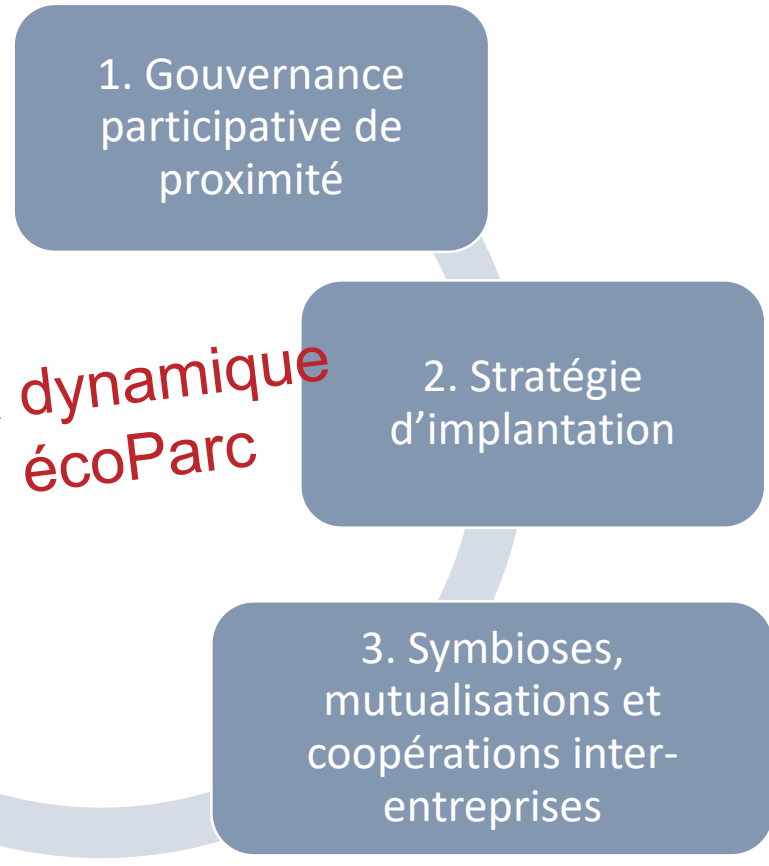 1. Gouvernance
participative de
proximité
dynamique
écoParc
2. Stratégie
d’implantation
3. Symbioses,
mutualisations et
coopérations inter-
entreprises